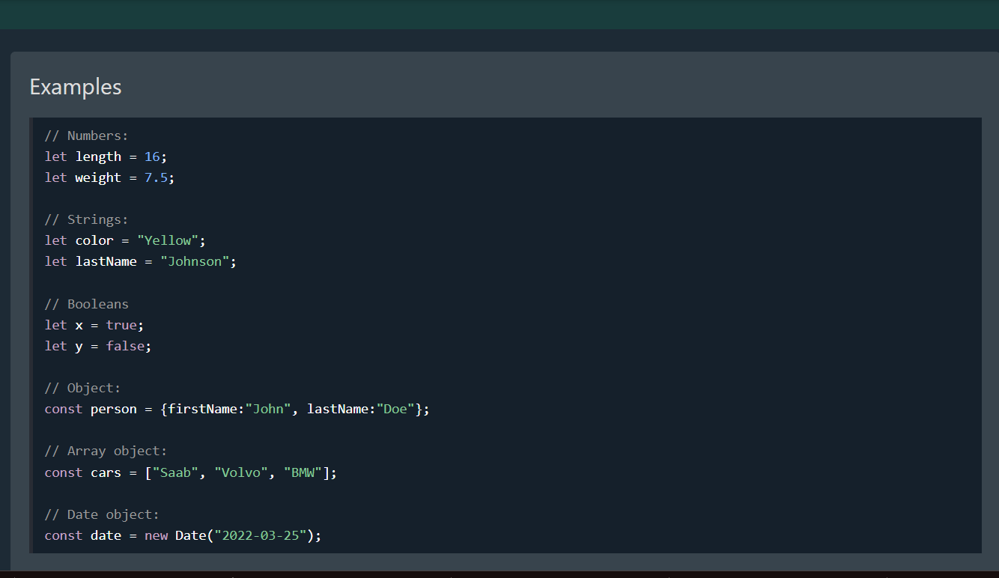 Examples
// Numbers:
let length = 16;
let weight = 7.5;
// Strings:
let color = "Yellow";
let lastName = "Johnson";
// Booleans
let x = true;
let y = false;
// Object:
const person = {firstName:"John", lastName:"Doe"};
// Array object:
const cars = ["Saab", "Volvo", "BMW"];
// Date object:
const date = new Date("2022-03-25");